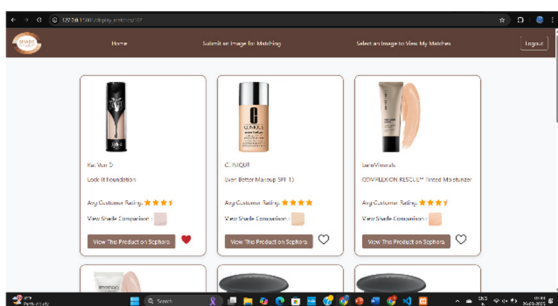 Home
Submit an Image for Matching
Select an Image to View My Matches
Logout
Kat Von D
Lock-It Foundation
Avg Customer Rating:
View Shade Comparison :
View This Product on Sephora
CLINIQUE
Even Better Makeup SPF 15
Avg Customer Rating:
View Shade Comparison :
View This Product on Sephora
bareMinerals
COMPLEXION RESCUE™ Tinted Moisturizer
Avg Customer Rating:
View Shade Comparison :
View This Product on Sephora
Search